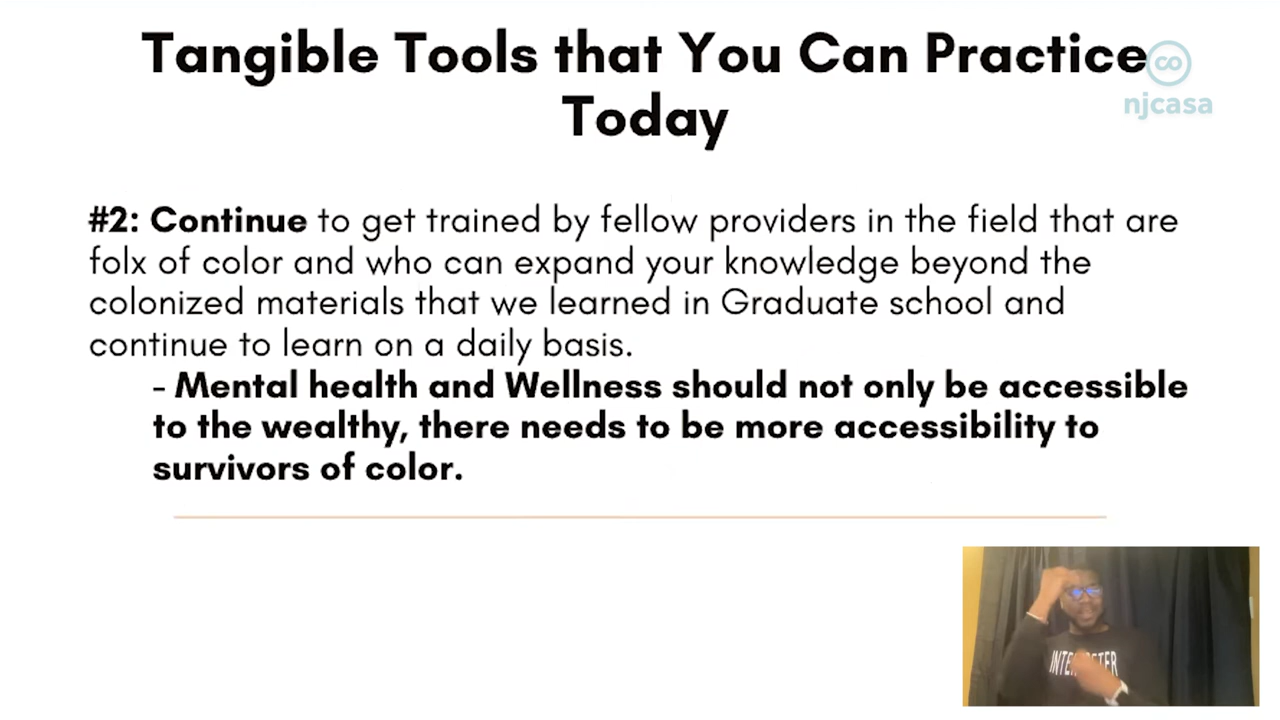 Tangible Tools that You Can Practice
Today
njcasa
#2: Continue to get trained by fellow providers in the field that are
folx of color and who can expand your knowledge beyond the
colonized materials that we learned in Graduate school and
continue to learn on a daily basis.
- Mental health and Wellness should not only be accessible
to the wealthy, there needs to be more accessibility to
survivors of color.